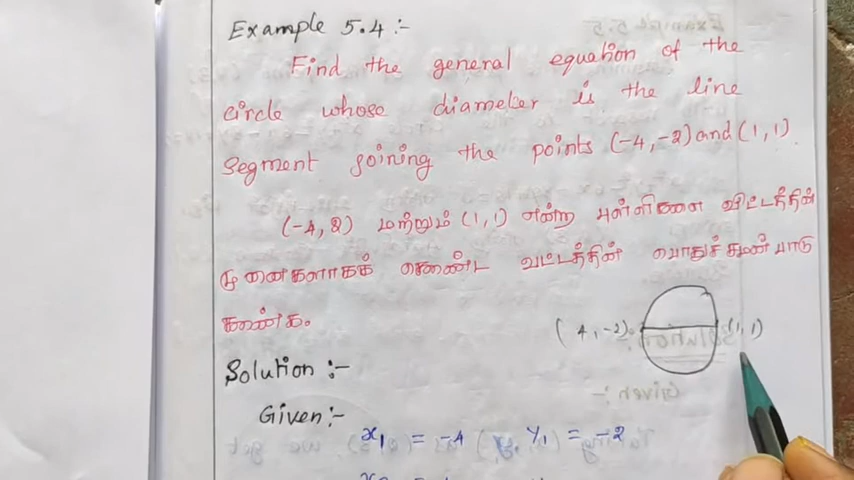 Example 5.4:-
Find the general equation of the
circle whose diameter is the line
segment joining the points (-4,-2) and (1,1).
(-4, 2) மற்றும் (1,1) என்ற புள்ளிகளை விட்டத்தின்
முனைகளாகக் கொண்ட வட்டத்தின் பொதுச் சமன்பாடு
காண்க.
( 4,-2) (1,1)
Solution:-
Given:-
x₁ = -4 y₁ = -2